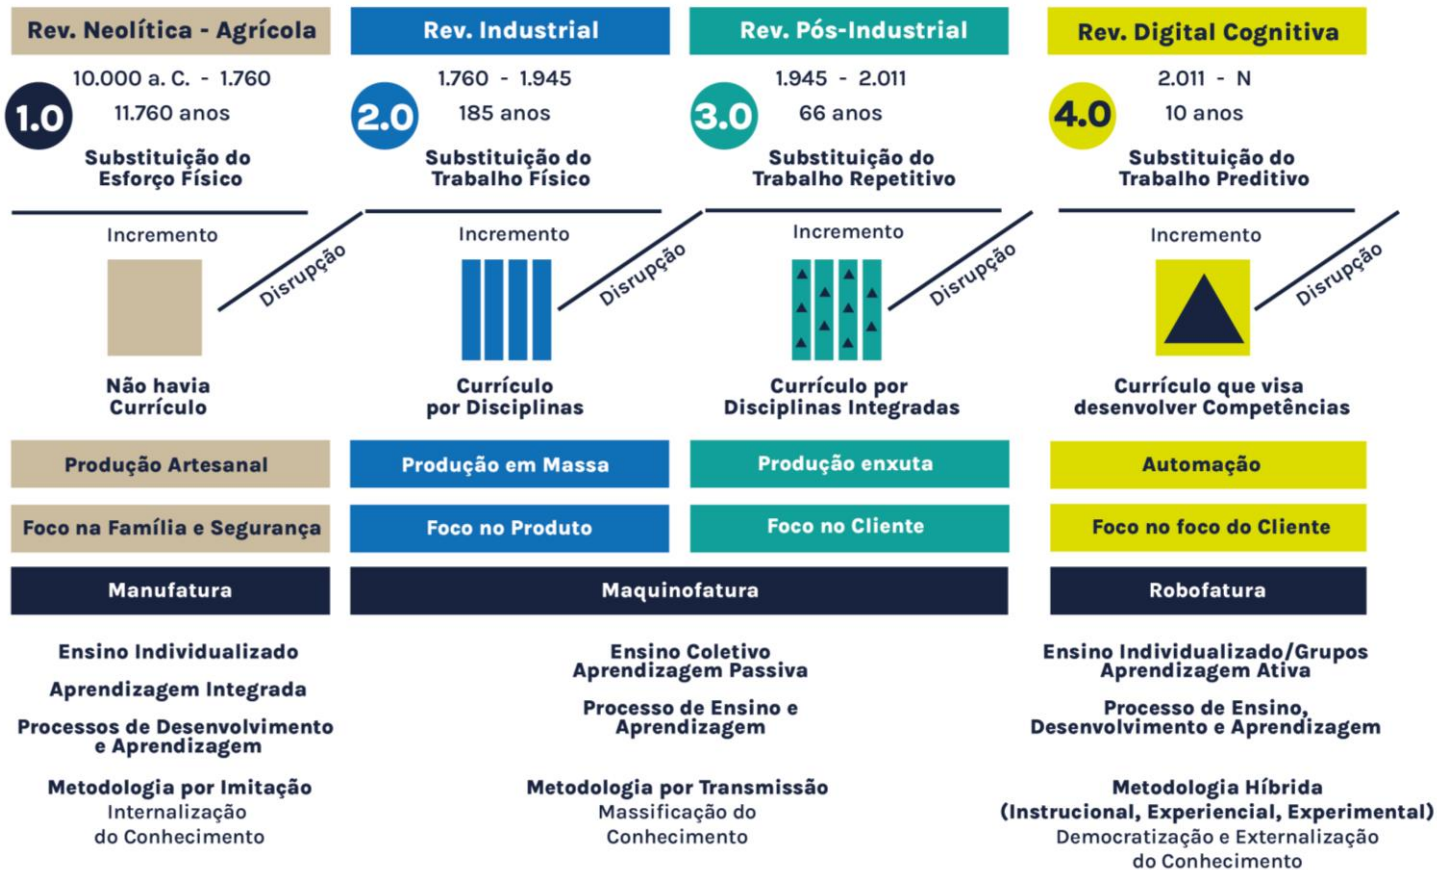 Rev. Neolítica - Agrícola
10.000 a. C. - 1.760
1.0
11.760 anos
Substituição do
Esforço Físico
Incremento
Disrupção
Não havia
Currículo
Produção Artesanal
Foco na Família e Segurança
Manufatura
Ensino Individualizado
Aprendizagem Integrada
Processos de Desenvolvimento
e Aprendizagem
Metodologia por Imitação
Internalização
do Conhecimento
Rev. Industrial
1.760 - 1.945
2.0
185 anos
Substituição do
Trabalho Físico
Incremento
Disrupção
Currículo
por Disciplinas
Produção em Massa
Foco no Produto
Rev. Pós-Industrial
1.945 - 2.011
3.0
66 anos
Substituição do
Trabalho Repetitivo
Incremento
Disrupção
Currículo por
Disciplinas Integradas
Produção enxuta
Foco no Cliente
Maquinofatura
Ensino Coletivo
Aprendizagem Passiva
Processo de Ensino e
Aprendizagem
Metodologia por Transmissão
Massificação do
Conhecimento
Rev. Digital Cognitiva
2.011 - N
4.0
10 anos
Substituição do
Trabalho Preditivo
Incremento
Disrupção
Currículo que visa
desenvolver Competências
Automação
Foco no foco do Cliente
Robofatura
Ensino Individualizado/Grupos
Aprendizagem Ativa
Processo de Ensino,
Desenvolvimento e Aprendizagem
Metodologia Híbrida
(Instrucional, Experiencial, Experimental)
Democratização e Externalização
do Conhecimento